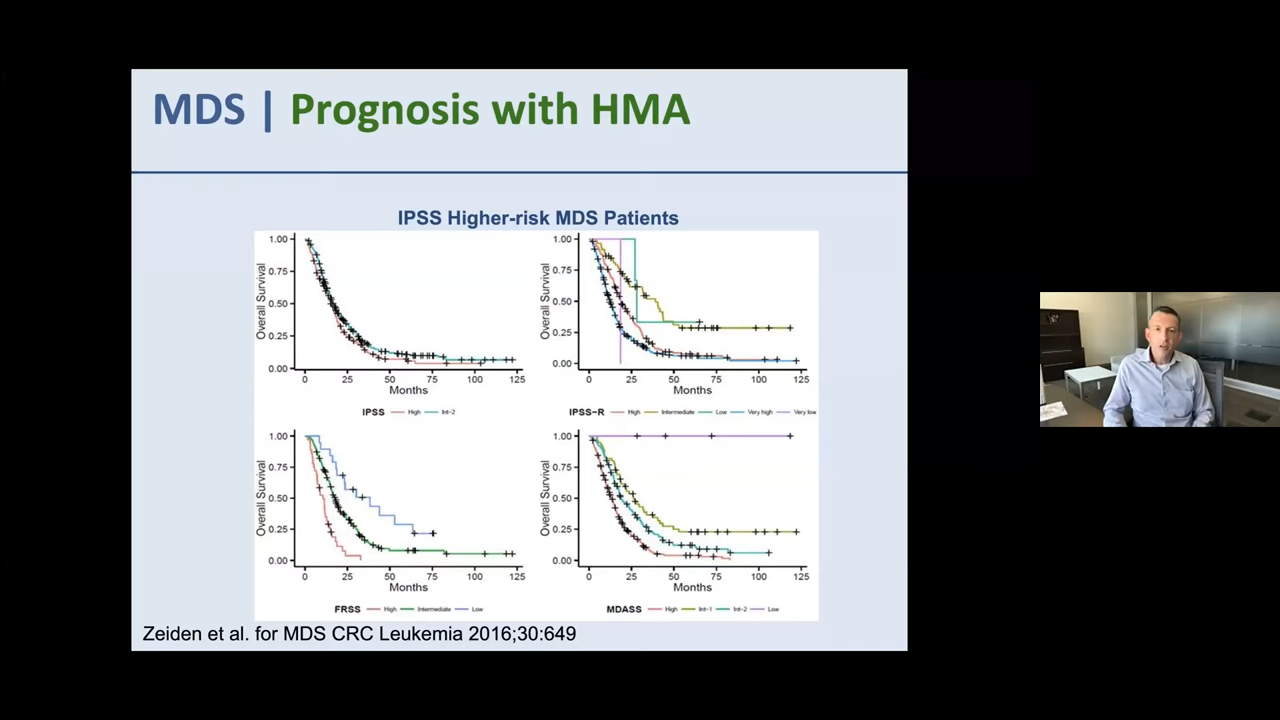 MDS | Prognosis with HMA
IPSS Higher-risk MDS Patients
1.00
0.75
0.50
0.25
0.00
Overall Survival
0 25 50 75 100 125
Months
IPSS High Int-2
1.00
0.75
0.50
0.25
0.00
Overall Survival
0 25 50 75 100 125
Months
IPSS-R High Intermediate Low Very high Very low
1.00
0.75
0.50
0.25
0.00
Overall Survival
0 25 50 75 100 125
Months
FRSS High Intermediate Low
1.00
0.75
0.50
0.25
0.00
Overall Survival
0 25 50 75 100 125
Months
MDASS High Int-1 Int-2 Low
Zeiden et al. for MDS CRC Leukemia 2016;30:649